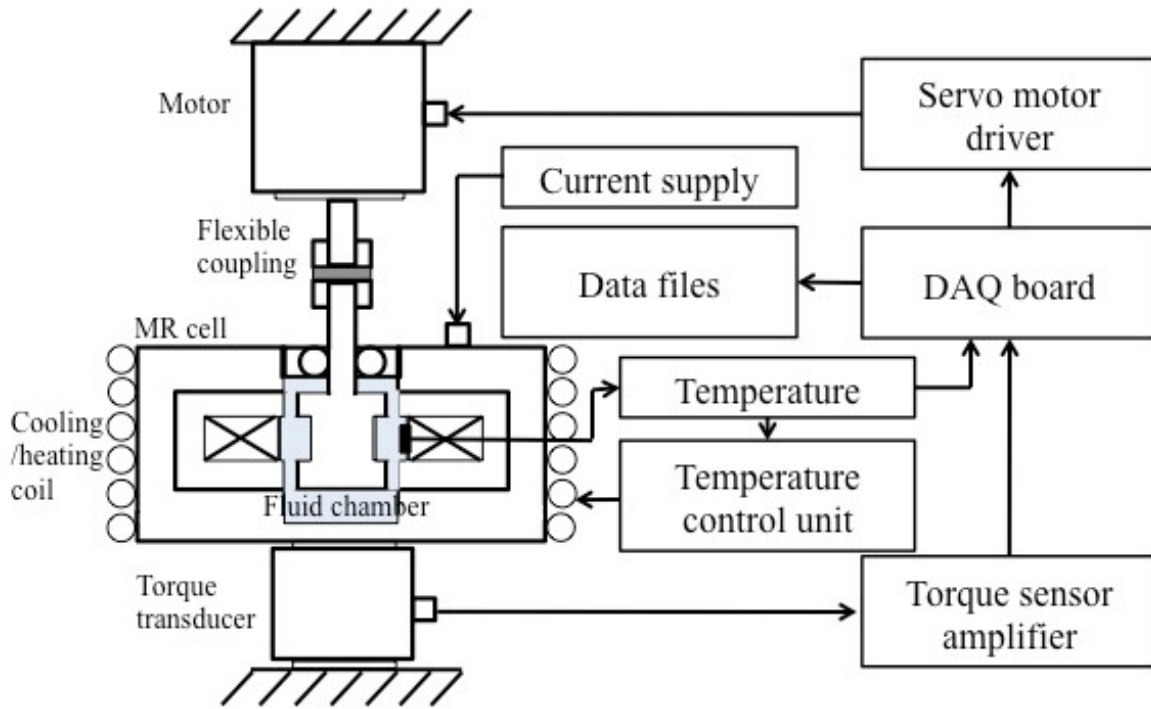 Motor
Servo motor
driver
Current supply
Flexible
coupling
Data files
DAQ board
MR cell
Temperature
Cooling
/heating
coil
Temperature
control unit
Fluid chamber
Torque
transducer
Torque sensor
amplifier